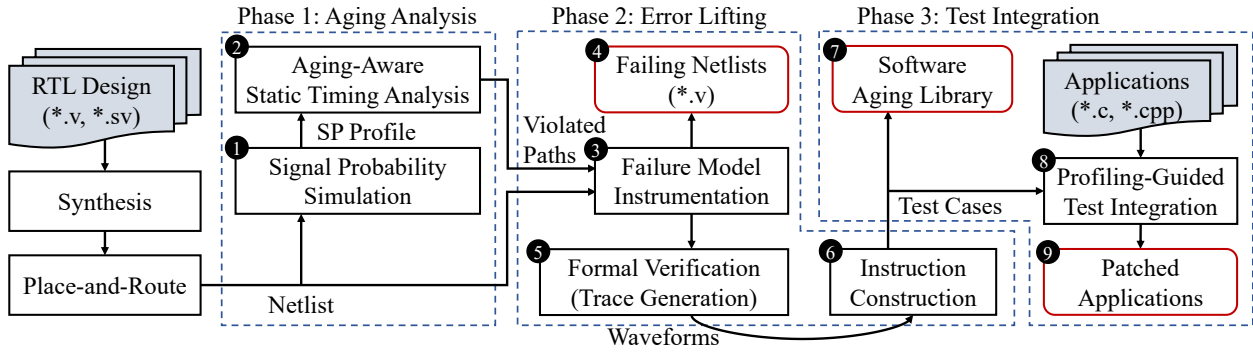 Phase 1: Aging Analysis
Phase 2: Error Lifting
Phase 3: Test Integration
RTL Design
(*.v, *.sv)
Synthesis
Place-and-Route
2
Aging-Aware
Static Timing Analysis
SP Profile
1
Signal Probability
Simulation
Netlist
Violated
Paths
4
Failing Netlists
(*.v)
3
Failure Model
Instrumentation
5
Formal Verification
(Trace Generation)
Waveforms
6
Instruction
Construction
7
Software
Aging Library
Test Cases
Applications
(*.c, *.cpp)
8
Profiling-Guided
Test Integration
9
Patched
Applications